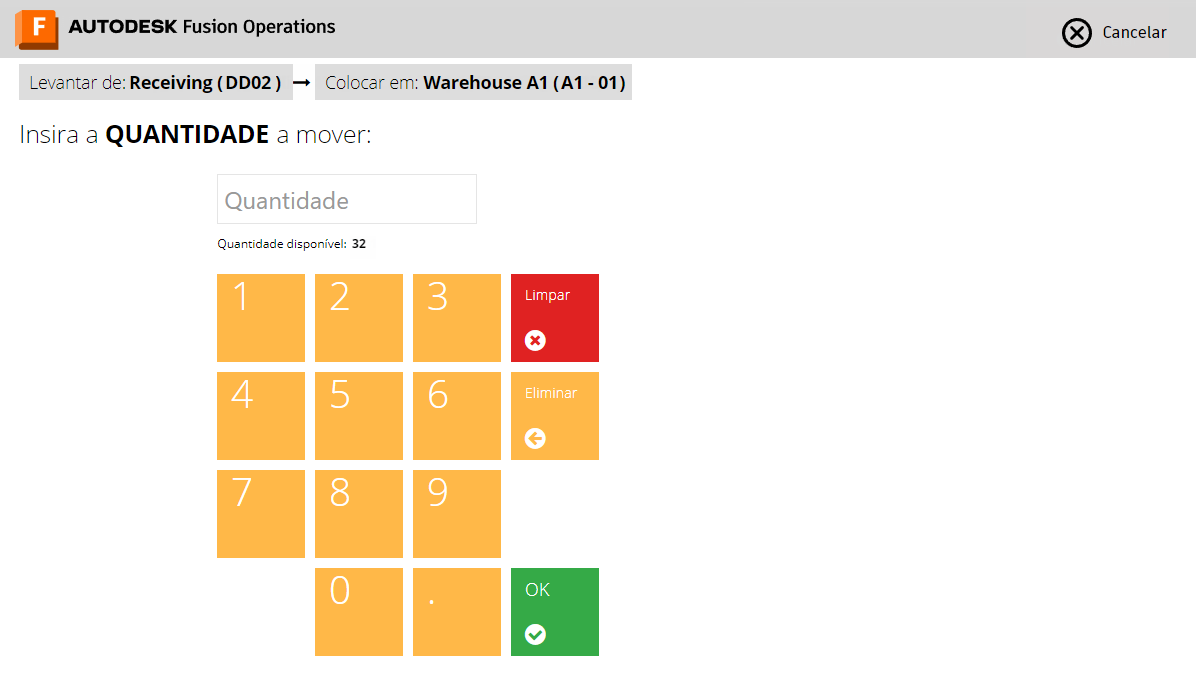 F AUTODESK Fusion Operations
Cancelar
Levantar de: Receiving ( DD02 ) → Colocar em: Warehouse A1 ( A1 - 01)
Insira a QUANTIDADE a mover:
Quantidade
Quantidade disponível: 32
1 2 3 Limpar
4 5 6 Eliminar
7 8 9
0 . OK